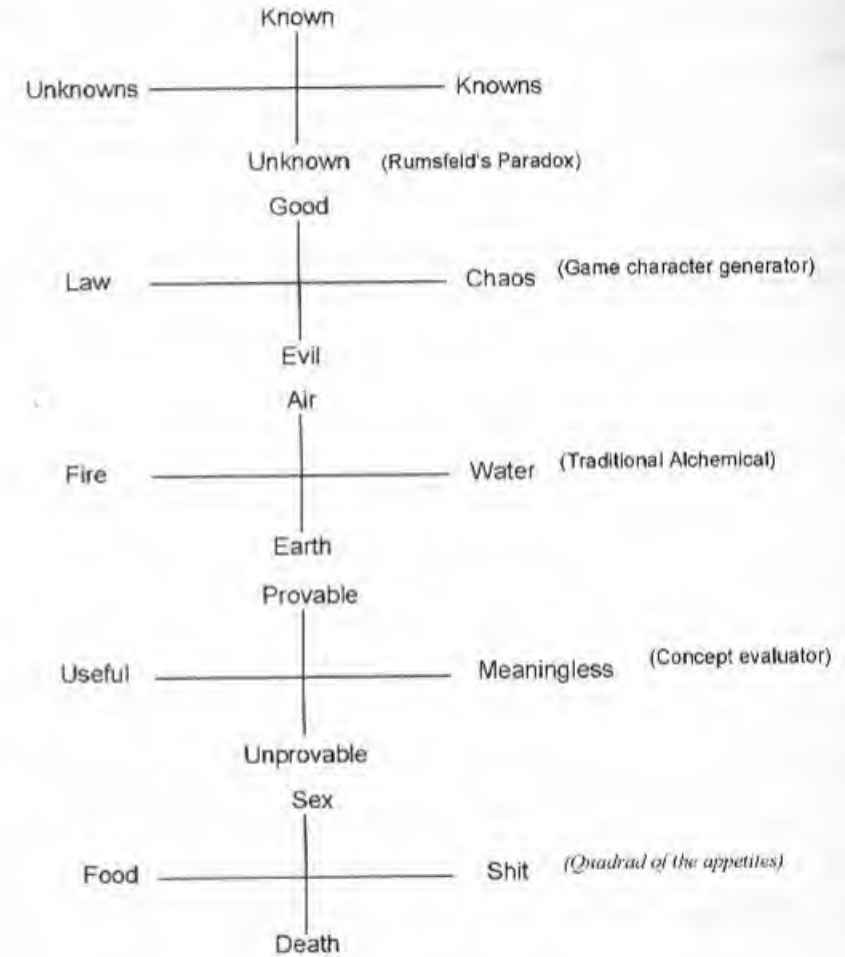 Known
Unknowns Knowns
Unknown (Rumsfeld's Paradox)
Good
Law Chaos (Game character generator)
Evil
Air
Fire Water (Traditional Alchemical)
Earth
Provable
Useful Meaningless (Concept evaluator)
Unprovable
Sex
Food Shit (Quadrad of the appetites)
Death